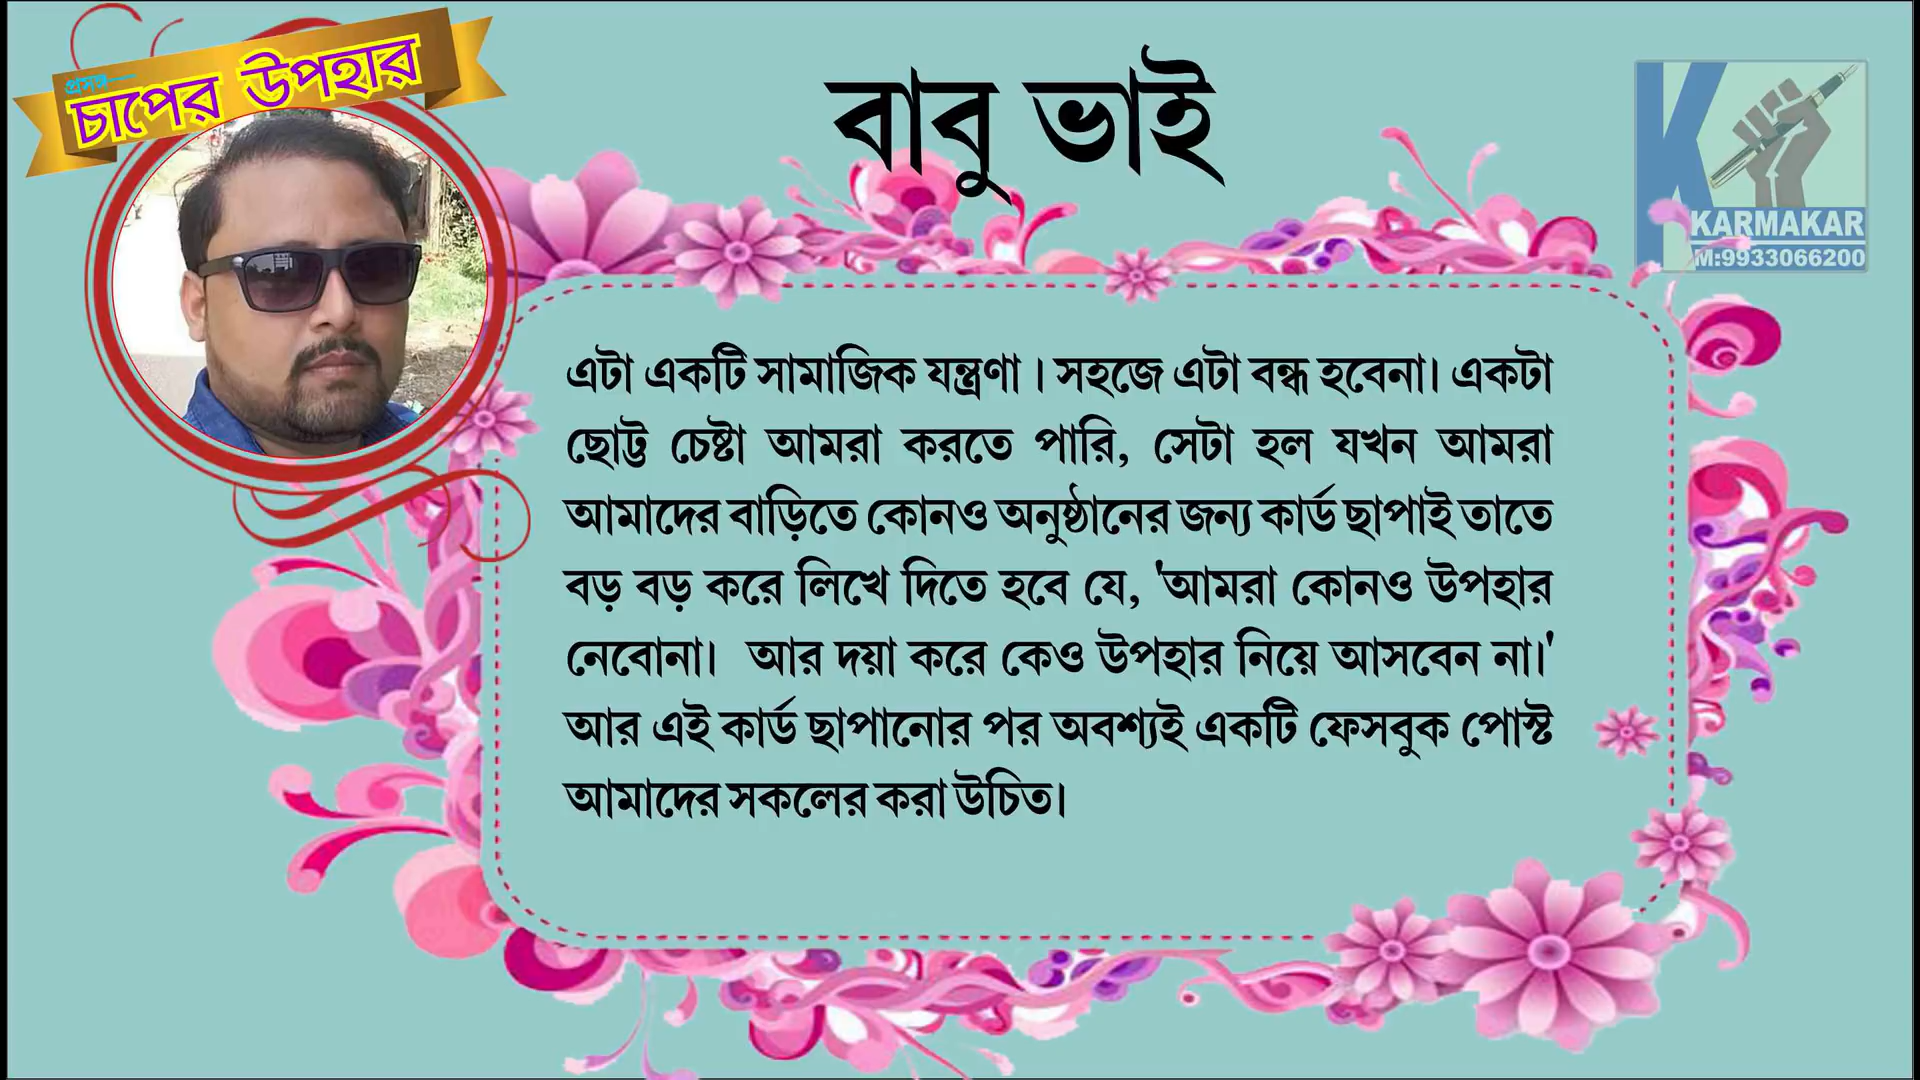 প্রসঙ্গ----
চাপের উপহার
বাবু ভাই
KARMAKAR
M:9933066200
এটা একটি সামাজিক যন্ত্রণা । সহজে এটা বন্ধ হবেনা। একটা
ছোট্ট চেষ্টা আমরা করতে পারি, সেটা হল যখন আমরা
আমাদের বাড়িতে কোনও অনুষ্ঠানের জন্য কার্ড ছাপাই তাতে
বড় বড় করে লিখে দিতে হবে যে, 'আমরা কোনও উপহার
নেবোনা। আর দয়া করে কেও উপহার নিয়ে আসবেন না।'
আর এই কার্ড ছাপানোর পর অবশ্যই একটি ফেসবুক পোস্ট
আমাদের সকলের করা উচিত।